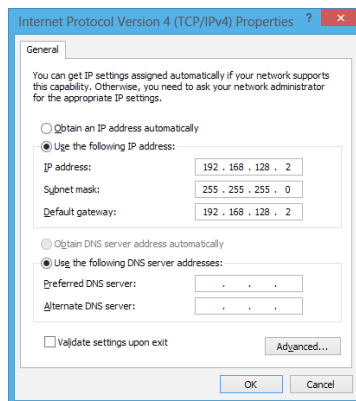 Internet Protocol Version 4 (TCP/IPv4) Properties
General
You can get IP settings assigned automatically if your network supports
this capability. Otherwise, you need to ask your network administrator
for the appropriate IP settings.
Obtain an IP address automatically
Use the following IP address:
IP address: 192 . 168 . 128 . 2
Subnet mask: 255 . 255 . 255 . 0
Default gateway: 192 . 168 . 128 . 2
Obtain DNS server address automatically
Use the following DNS server addresses:
Preferred DNS server: . . .
Alternate DNS server: . . .
Validate settings upon exit
Advanced...
OK Cancel